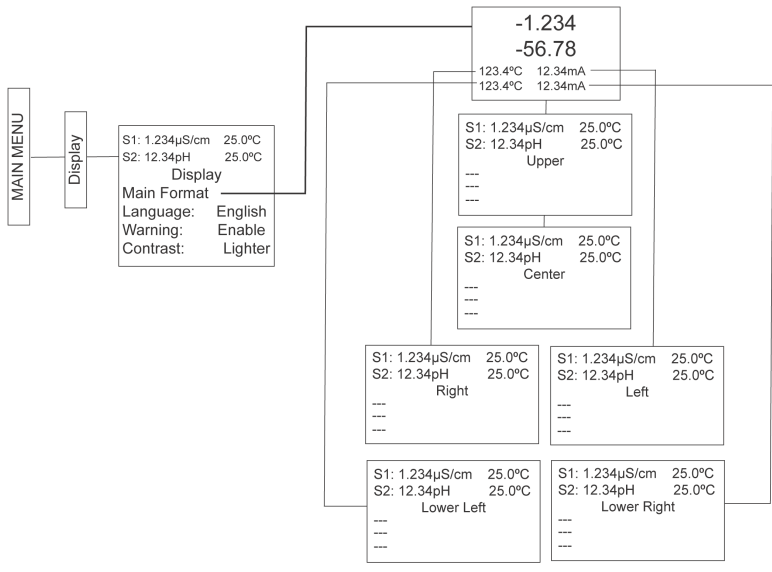 MAIN MENU
Display
S1: 1.234µS/cm 25.0ºC
S2: 12.34pH 25.0ºC
Display
Main Format
Language: English
Warning: Enable
Contrast: Lighter
-1.234
-56.78
123.4ºC 12.34mA
123.4ºC 12.34mA
S1: 1.234µS/cm 25.0ºC
S2: 12.34pH 25.0ºC
Upper
---
---
---
S1: 1.234µS/cm 25.0ºC
S2: 12.34pH 25.0ºC
Center
---
---
---
S1: 1.234µS/cm 25.0ºC
S2: 12.34pH 25.0ºC
Right
---
---
---
S1: 1.234µS/cm 25.0ºC
S2: 12.34pH 25.0ºC
Left
---
---
---
S1: 1.234µS/cm 25.0ºC
S2: 12.34pH 25.0ºC
Lower Left
---
---
---
S1: 1.234µS/cm 25.0ºC
S2: 12.34pH 25.0ºC
Lower Right
---
---
---